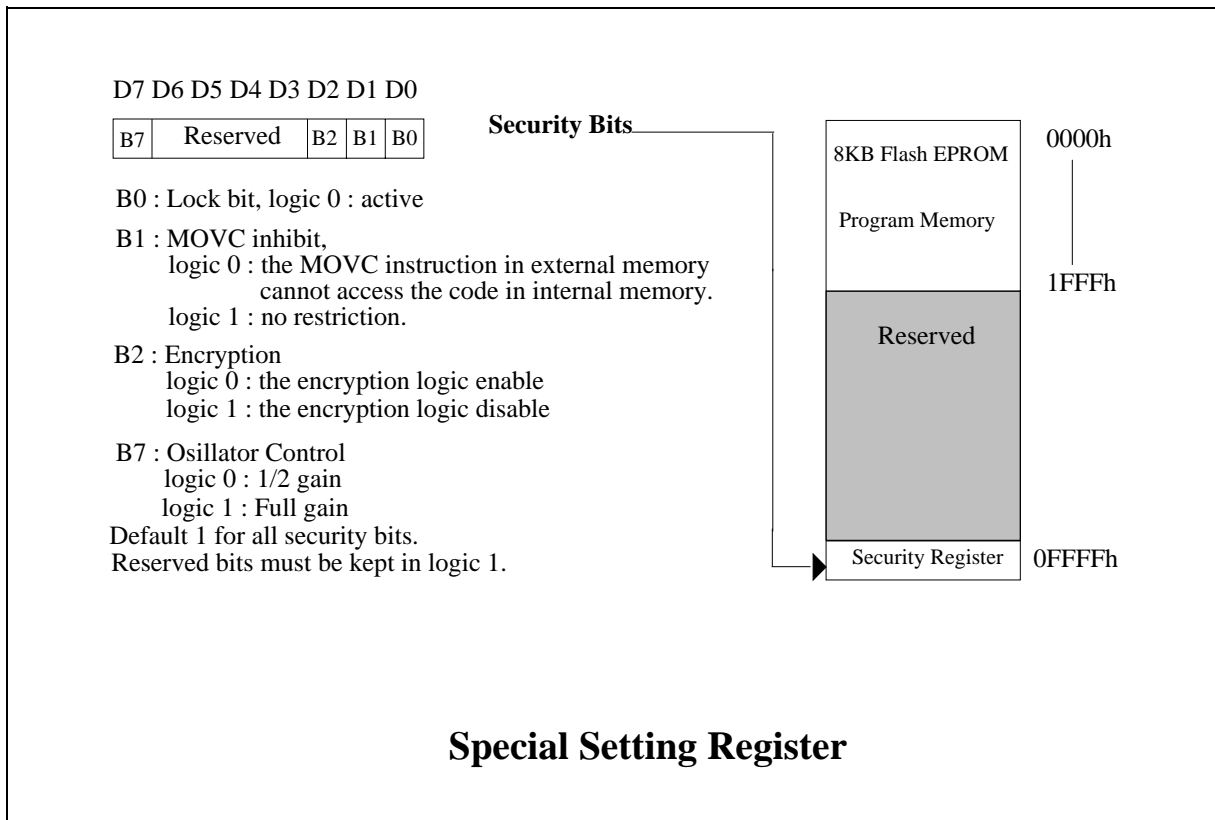 D7 D6 D5 D4 D3 D2 D1 D0
B7 Reserved B2 B1 B0
Security Bits
B0 : Lock bit, logic 0 : active
B1 : MOVC inhibit,
logic 0 : the MOVC instruction in external memory
cannot access the code in internal memory.
logic 1 : no restriction.
B2 : Encryption
logic 0 : the encryption logic enable
logic 1 : the encryption logic disable
B7 : Osillator Control
logic 0 : 1/2 gain
logic 1 : Full gain
Default 1 for all security bits.
Reserved bits must be kept in logic 1.
8KB Flash EPROM
Program Memory
0000h
1FFFh
Reserved
Security Register
0FFFFh
Special Setting Register